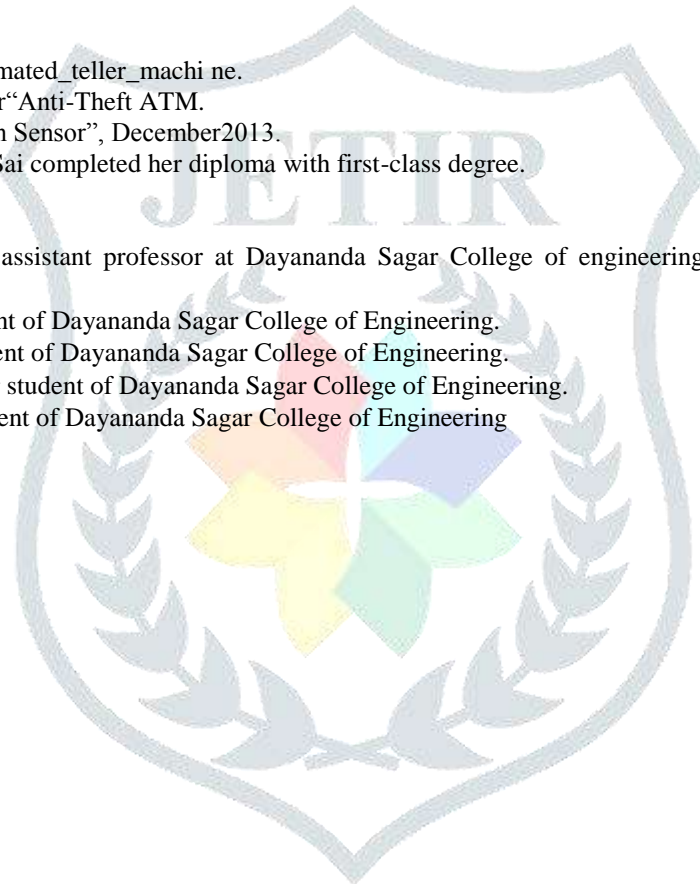 mated_teller_machi ne.
r“Anti-Theft ATM.
n Sensor”, December2013.
Sai completed her diploma with first-class degree.
JETIR
assistant professor at Dayananda Sagar College of engineering
nt of Dayananda Sagar College of Engineering.
ent of Dayananda Sagar College of Engineering.
student of Dayananda Sagar College of Engineering.
ent of Dayananda Sagar College of Engineering